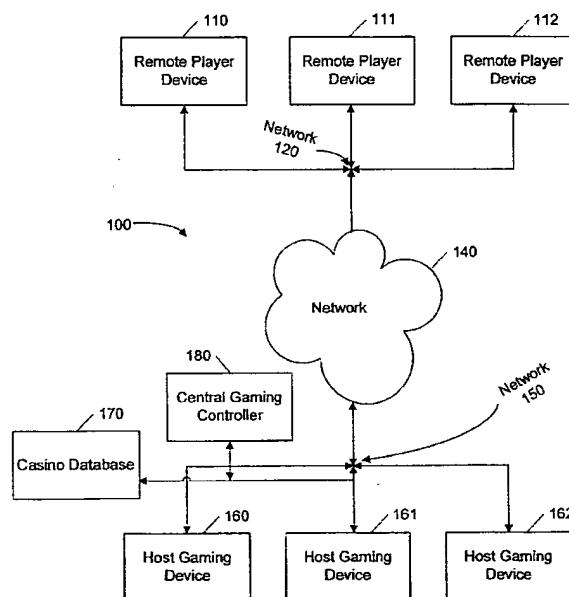 110
111
112
Remote Player
Device
Remote Player
Device
Remote Player
Device
Network
120
100
140
Network
180
Central Gaming
Controller
Network
150
170
Casino Database
160
161
162
Host Gaming
Device
Host Gaming
Device
Host Gaming
Device